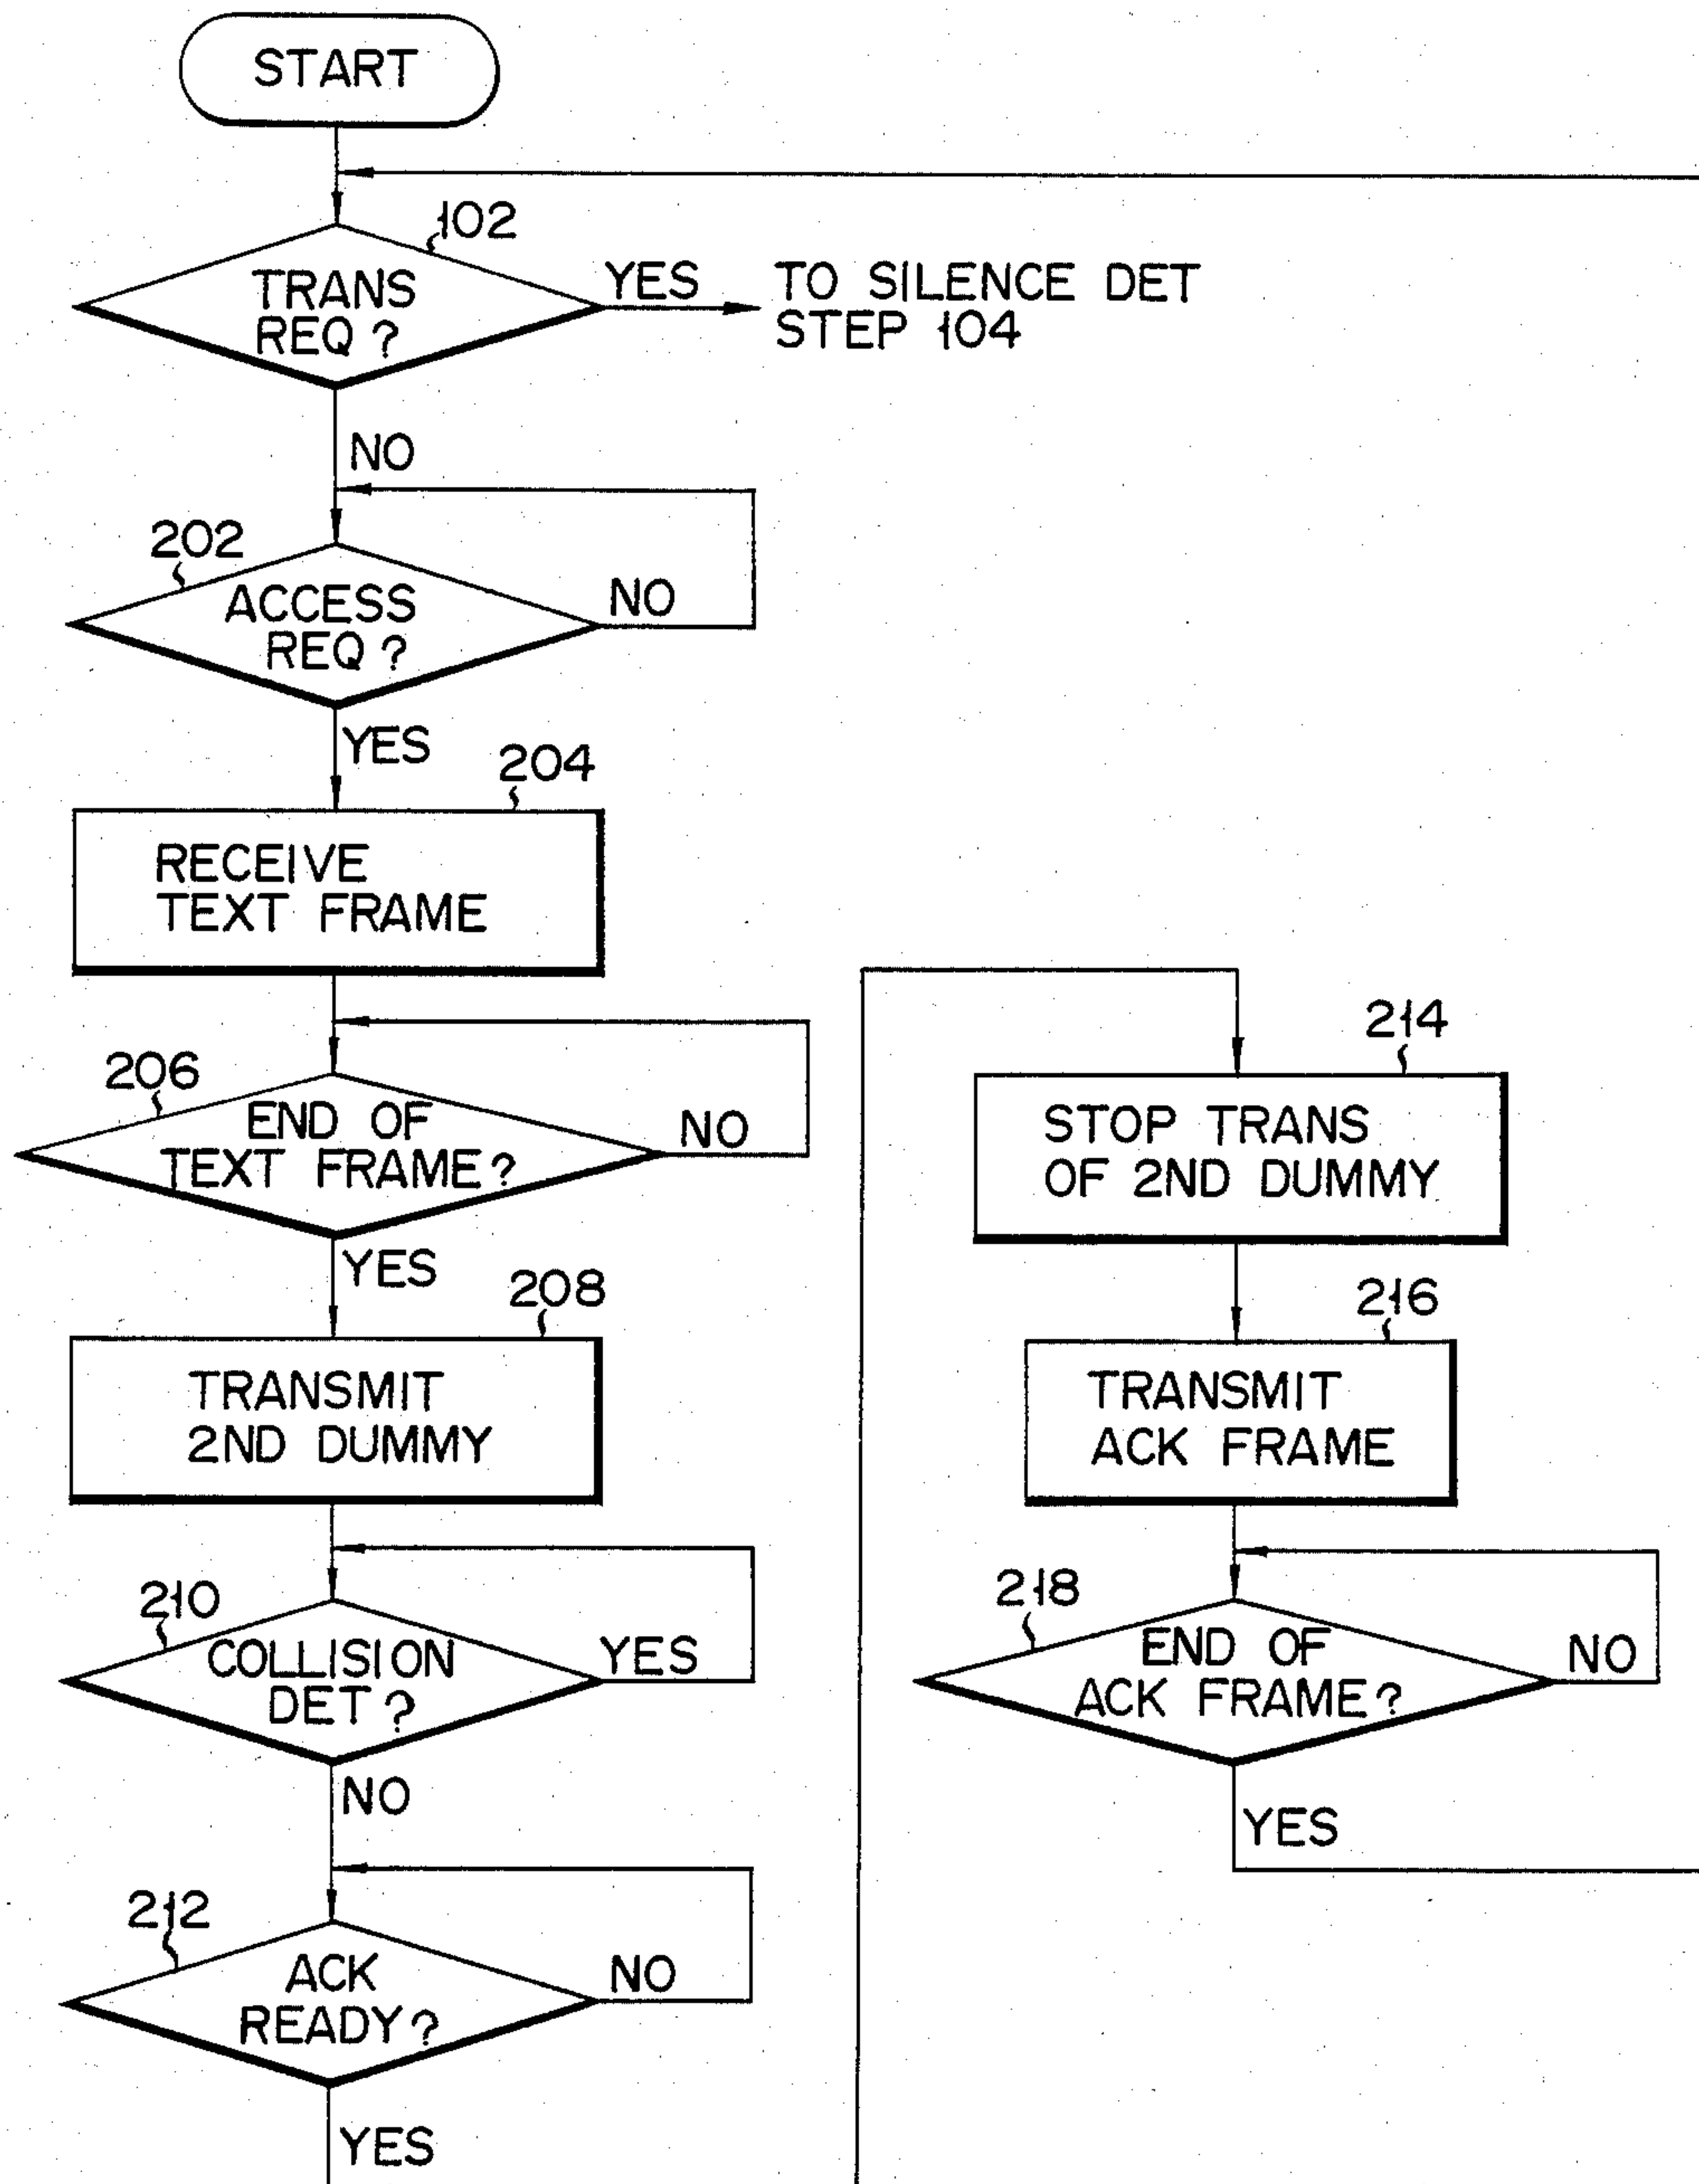 START
102
TRANS
REQ?
YES
TO SILENCE DET
STEP 104
NO
202
ACCESS
REQ?
NO
YES
204
RECEIVE
TEXT FRAME
206
END OF
TEXT FRAME?
NO
YES
208
TRANSMIT
2ND DUMMY
210
COLLISION
DET?
YES
NO
212
ACK
READY?
NO
YES
214
STOP TRANS
OF 2ND DUMMY
216
TRANSMIT
ACK FRAME
218
END OF
ACK FRAME?
NO
YES